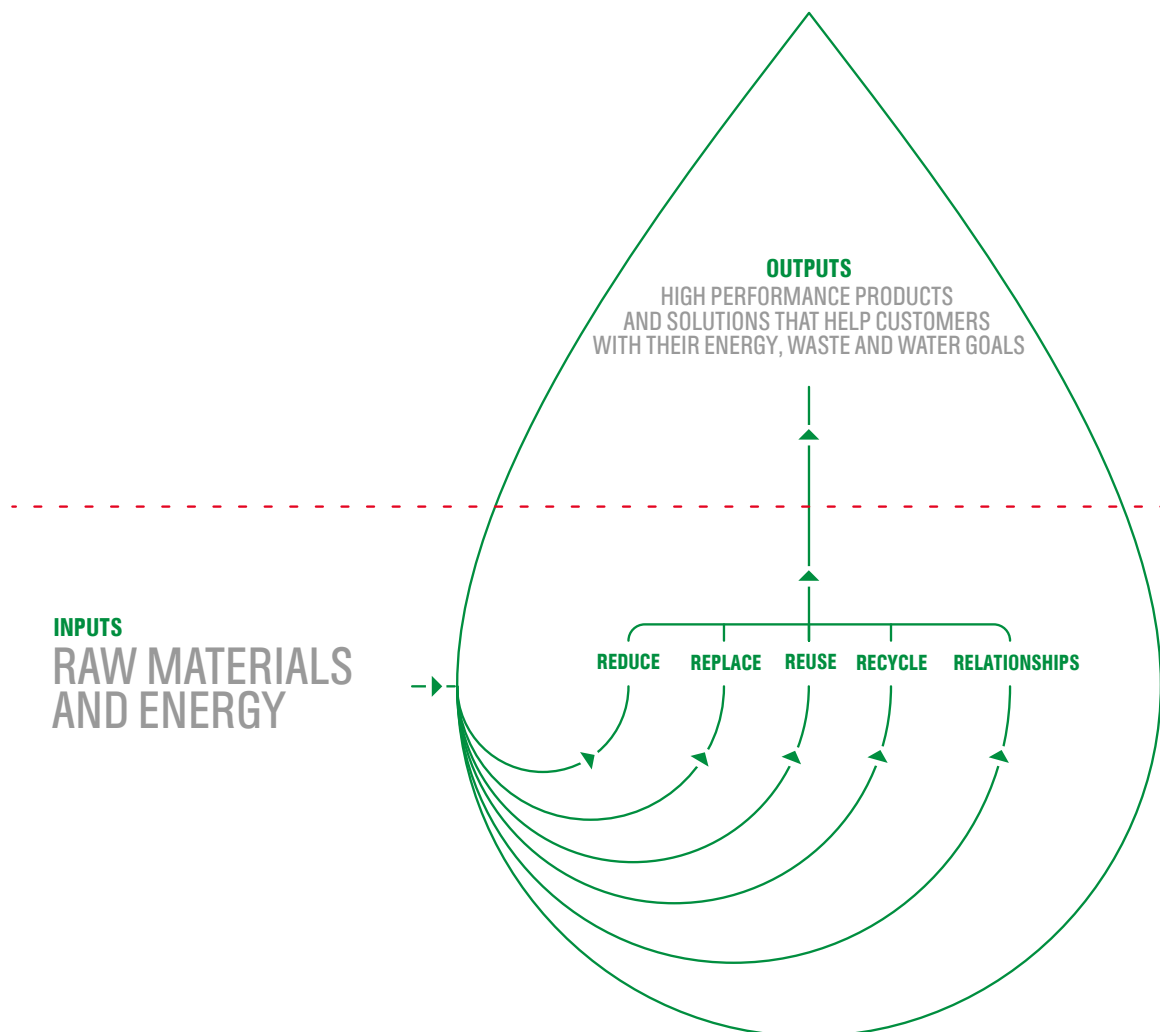 OUTPUTS
HIGH PERFORMANCE PRODUCTS
AND SOLUTIONS THAT HELP CUSTOMERS
WITH THEIR ENERGY, WASTE AND WATER GOALS
INPUTS
RAW MATERIALS
AND ENERGY
REDUCE REPLACE REUSE RECYCLE RELATIONSHIPS